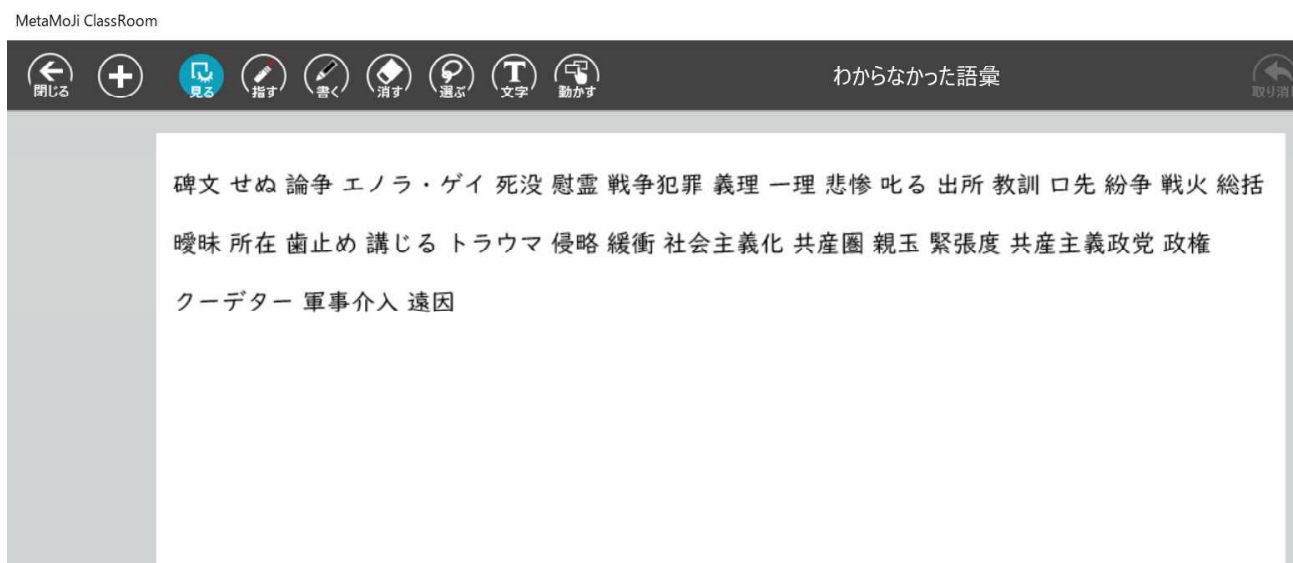 MetaMoJi ClassRoom
閉じる 見る 指す 書く 消す 選ぶ 文字 動かす わからなかった語彙 取り消
碑文 せぬ 論争 エノラ・ゲイ 死没 慰霊 戦争犯罪 義理 一理 悲惨 叱る 出所 教訓 口先 紛争 戦火 総括
曖昧 所在 歯止め 講じる トラウマ 侵略 緩衝 社会主義化 共産圏 親玉 緊張度 共産主義政党 政権
クーデター 軍事介入 遠因